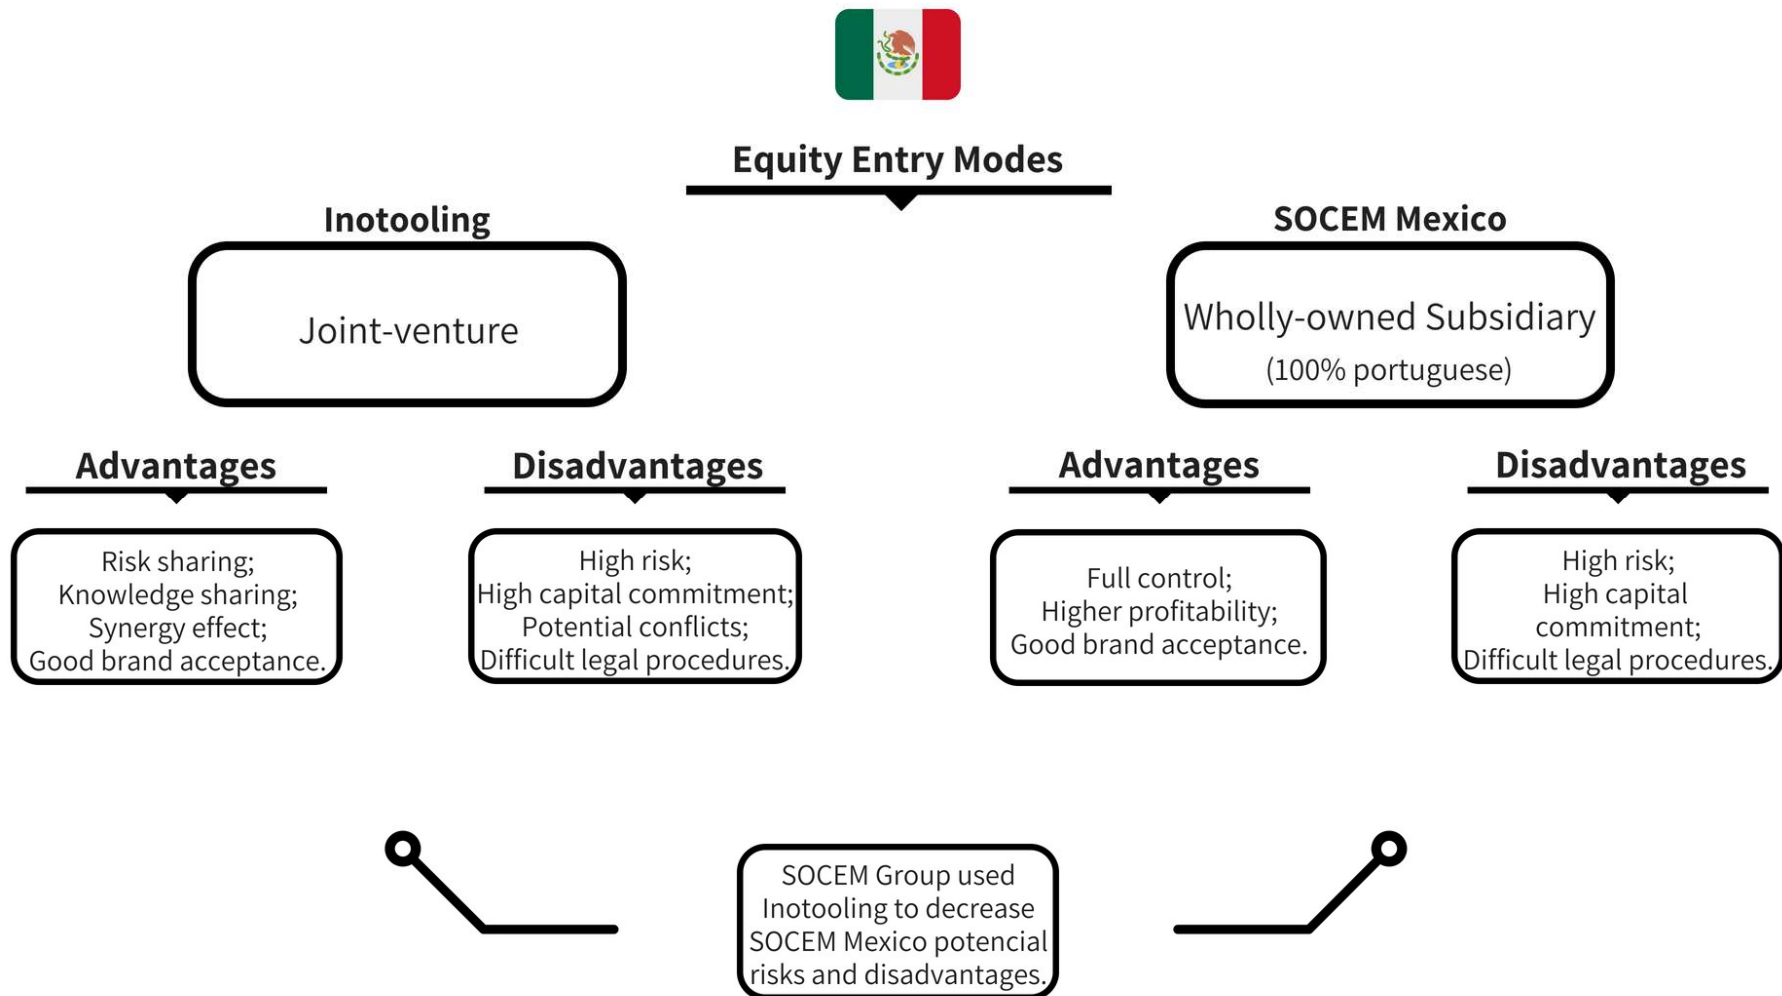 Equity Entry Modes
Inotooling
Joint-venture
SOCEM Mexico
Wholly-owned Subsidiary
(100% portuguese)
Advantages
Risk sharing;
Knowledge sharing;
Synergy effect;
Good brand acceptance.
Disadvantages
High risk;
High capital commitment;
Potential conflicts;
Difficult legal procedures.
Advantages
Full control;
Higher profitability;
Good brand acceptance.
Disadvantages
High risk;
High capital
commitment;
Difficult legal procedures.
SOCEM Group used
Inotooling to decrease
SOCEM Mexico potencial
risks and disadvantages.